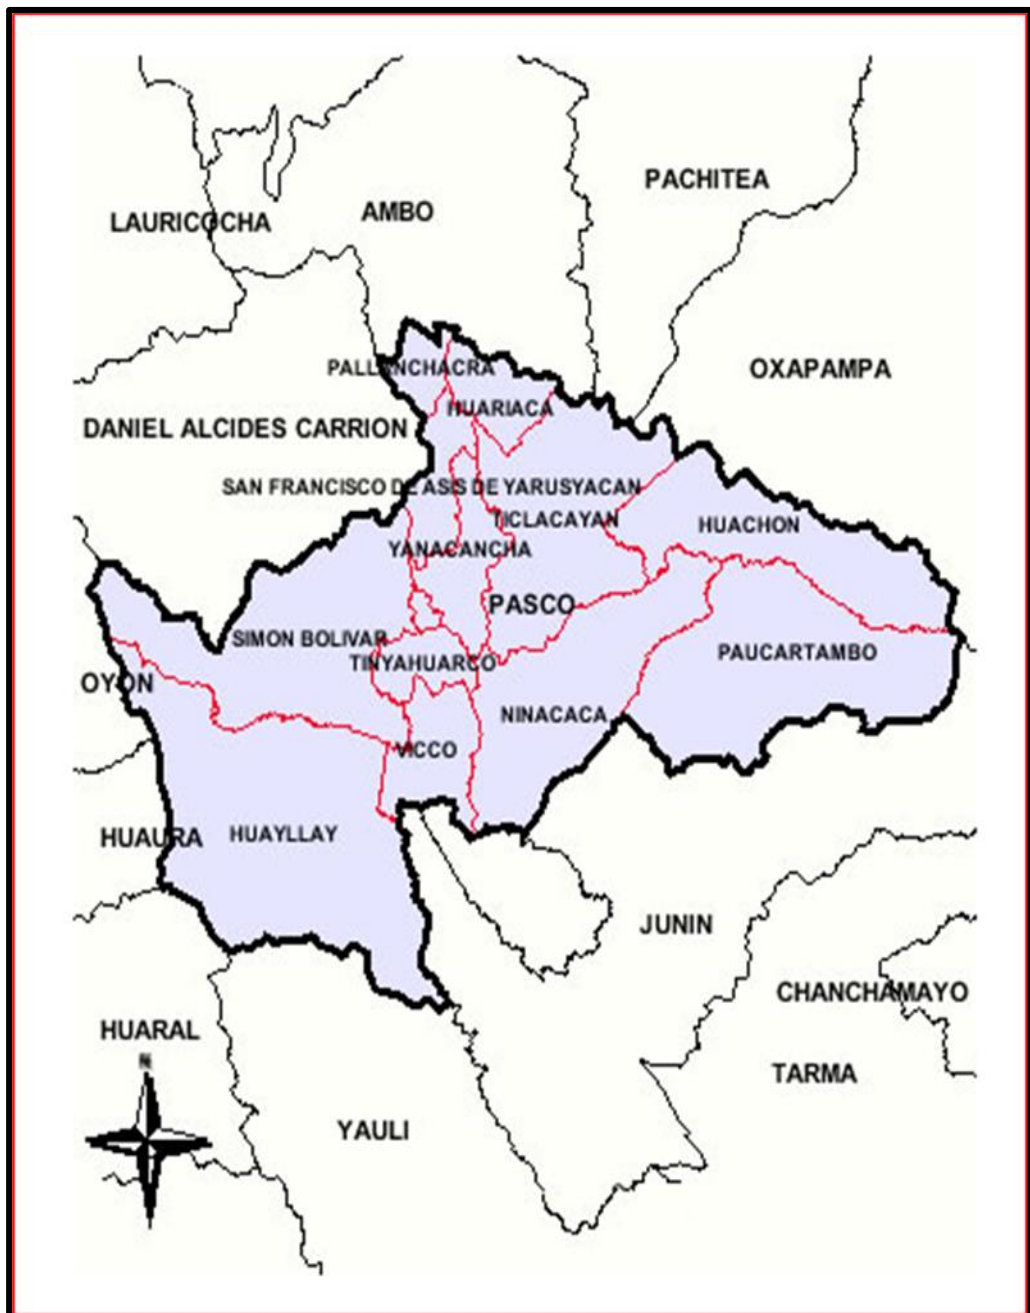 PACHITEA
AMBO
LAURICOCHA
PALLANCHACRA
OXAPAMPA
HUARIACA
DANIEL ALCIDES CARRION
SAN FRANCISCO DE ASIS DE YARUSYACAN
TICLACAYAN
HUACHON
YANACANCHA
PASCO
SIMON BOLIVAR
PAUCARTAMBO
TINYAHUARCO
OYON
NINACACA
VICCO
HUAURA
HUAYLLAY
JUNIN
CHANCHAMAYO
HUARAL
N
TARMA
YAULI